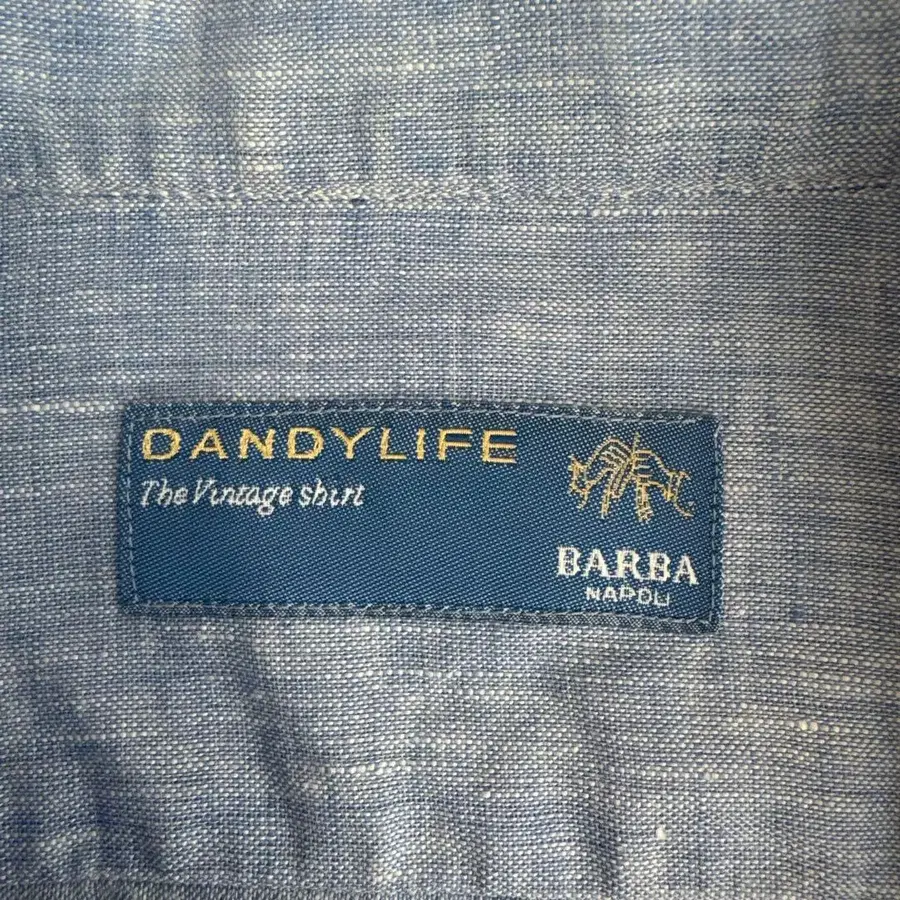 DANDYLIFE
The Vintage shirt
BARBA
NAPOLI